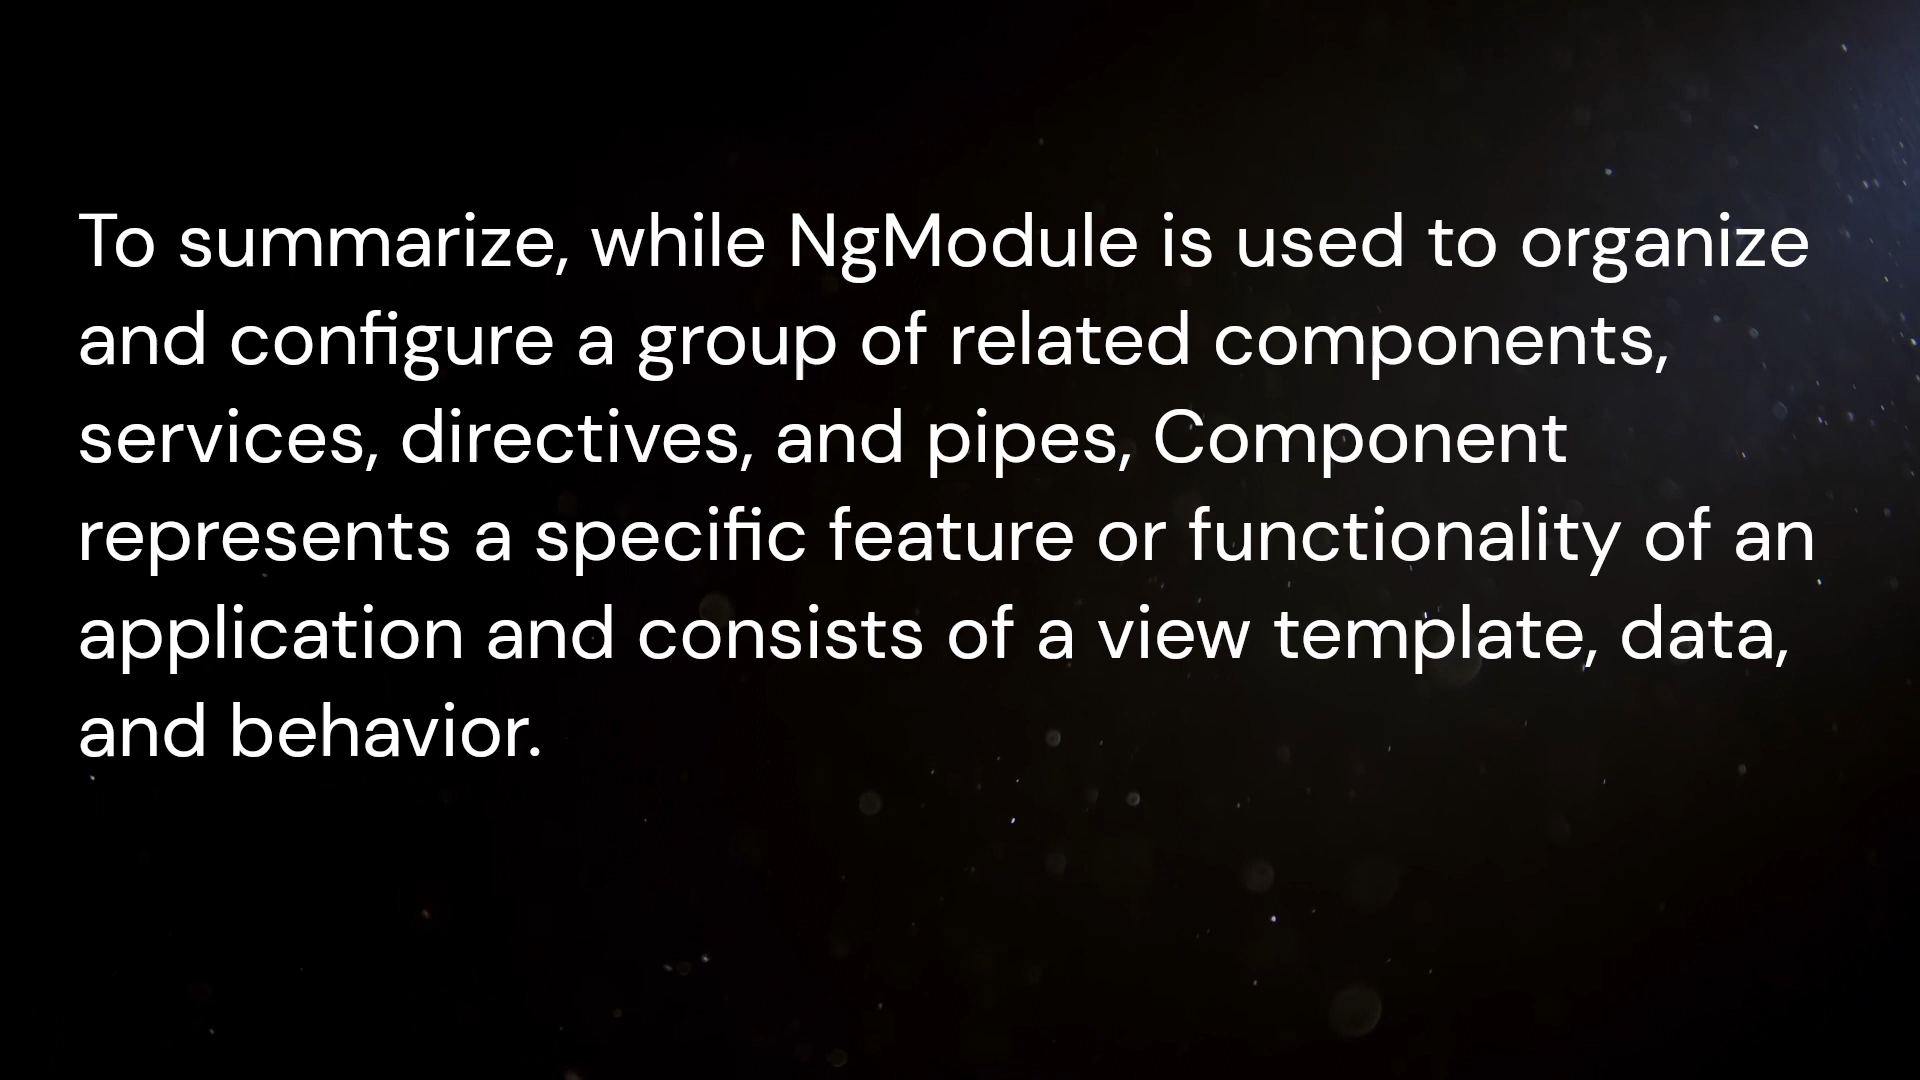 To summarize, while NgModule is used to organize
and configure a group of related components,
services, directives, and pipes, Component
represents a specific feature or functionality of an
application and consists of a view template, data,
and behavior.